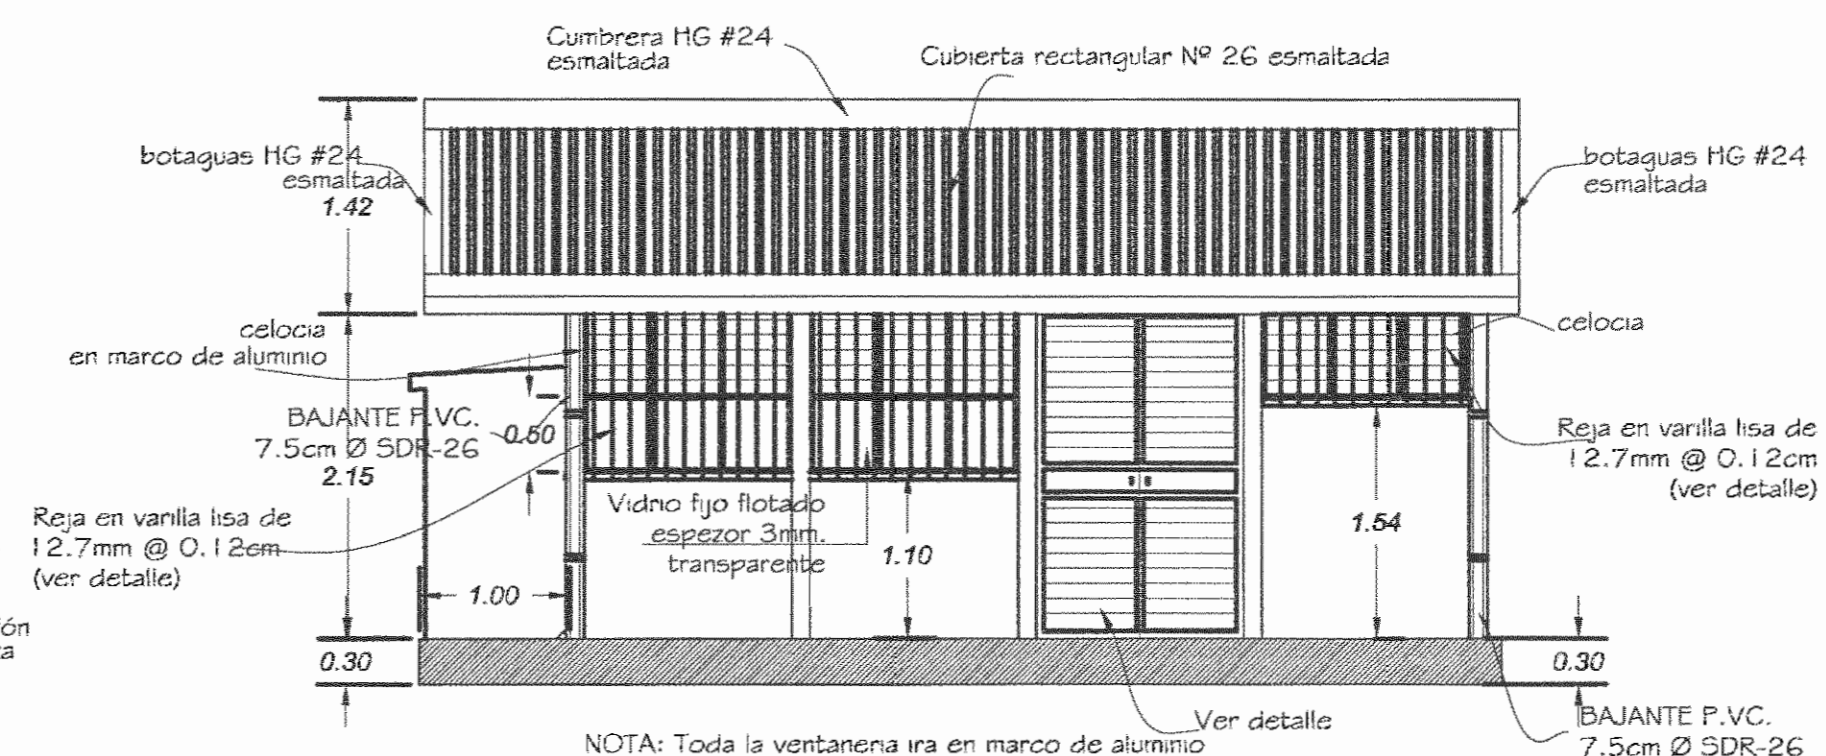 Cumbrera HG #24
esmaltada
Cubierta rectangular Nº 26 esmaltada
botaguas HG #24
esmaltada
1.42
botaguas HG #24
esmaltada
celocia
en marco de aluminio
celocia
BAJANTE P.VC.
7.5cm Ø SDR-26
0.50
2.15
Reja en varilla lisa de
12.7mm @ 0.12cm
(ver detalle)
Vidrio fijo flotado
espezor 3mm.
transparente
1.10
1.54
Reja en varilla lisa de
12.7mm @ 0.12cm
(ver detalle)
1.00
ón
0.30
0.30
Ver detalle
BAJANTE P.VC.
7.5cm Ø SDR-26
NOTA: Toda la ventaneria ira en marco de aluminio